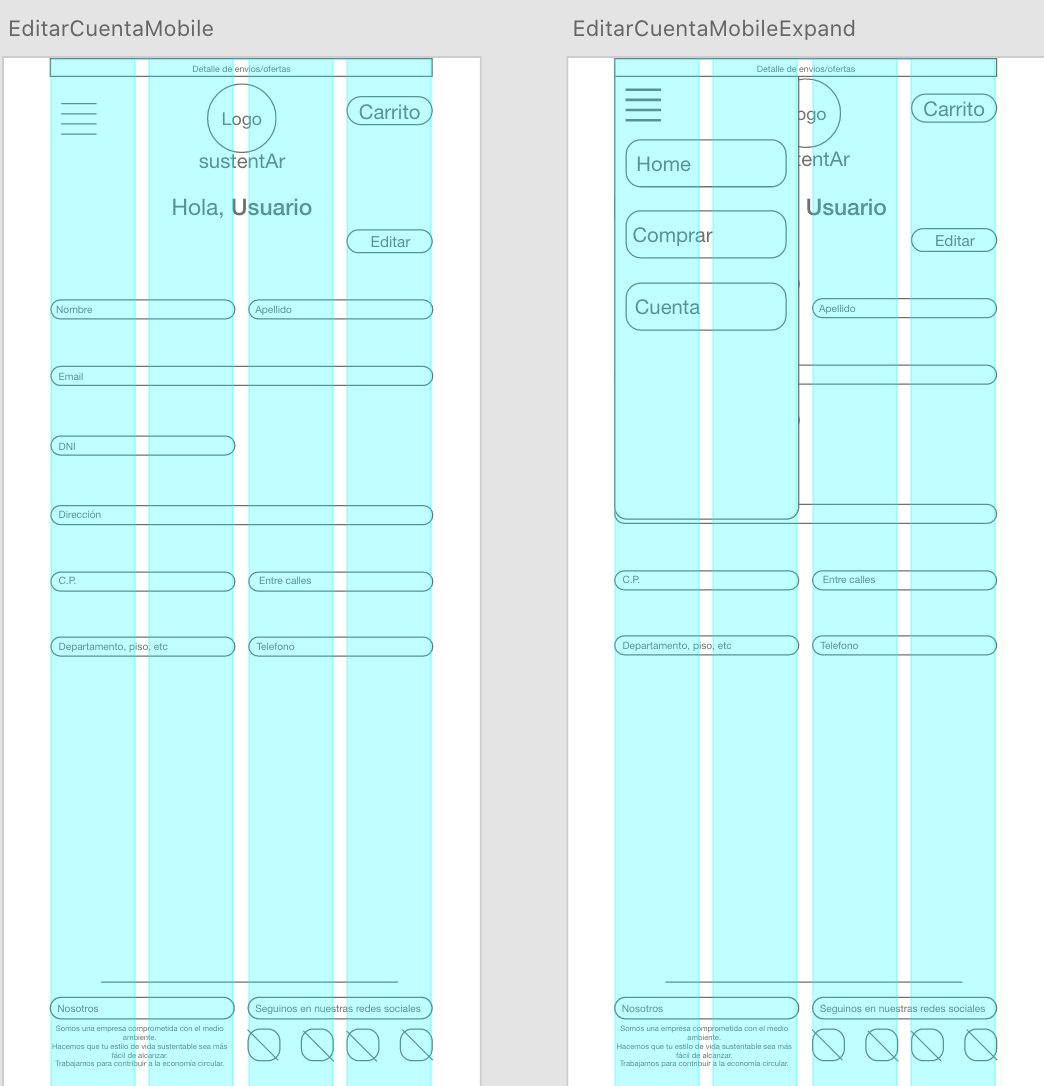 EditarCuentaMobile
Detalle de envios/ofertas
Logo
Carrito
sustentAr
Hola, Usuario
Editar
Nombre
Apellido
Email
DNI
Dirección
C.P.
Entre calles
Departamento, piso, etc
Telefono
Nosotros
Seguinos en nuestras redes sociales
Somos una empresa comprometida con el medio
ambiente.
Hacemos que tu estilo de vida sustentable sea más
fácil de alcanzar.
Trabajamos para contribuir a la economía circular.
EditarCuentaMobileExpand
Detalle de envios/ofertas
ogo
Carrito
entAr
Home
Usuario
Comprar
Editar
Cuenta
Apellido
C.P.
Entre calles
Departamento, piso, etc
Telefono
Nosotros
Seguinos en nuestras redes sociales
Somos una empresa comprometida con el medio
ambiente.
Hacemos que tu estilo de vida sustentable sea más
fácil de alcanzar.
Trabajamos para contribuir a la economía circular.